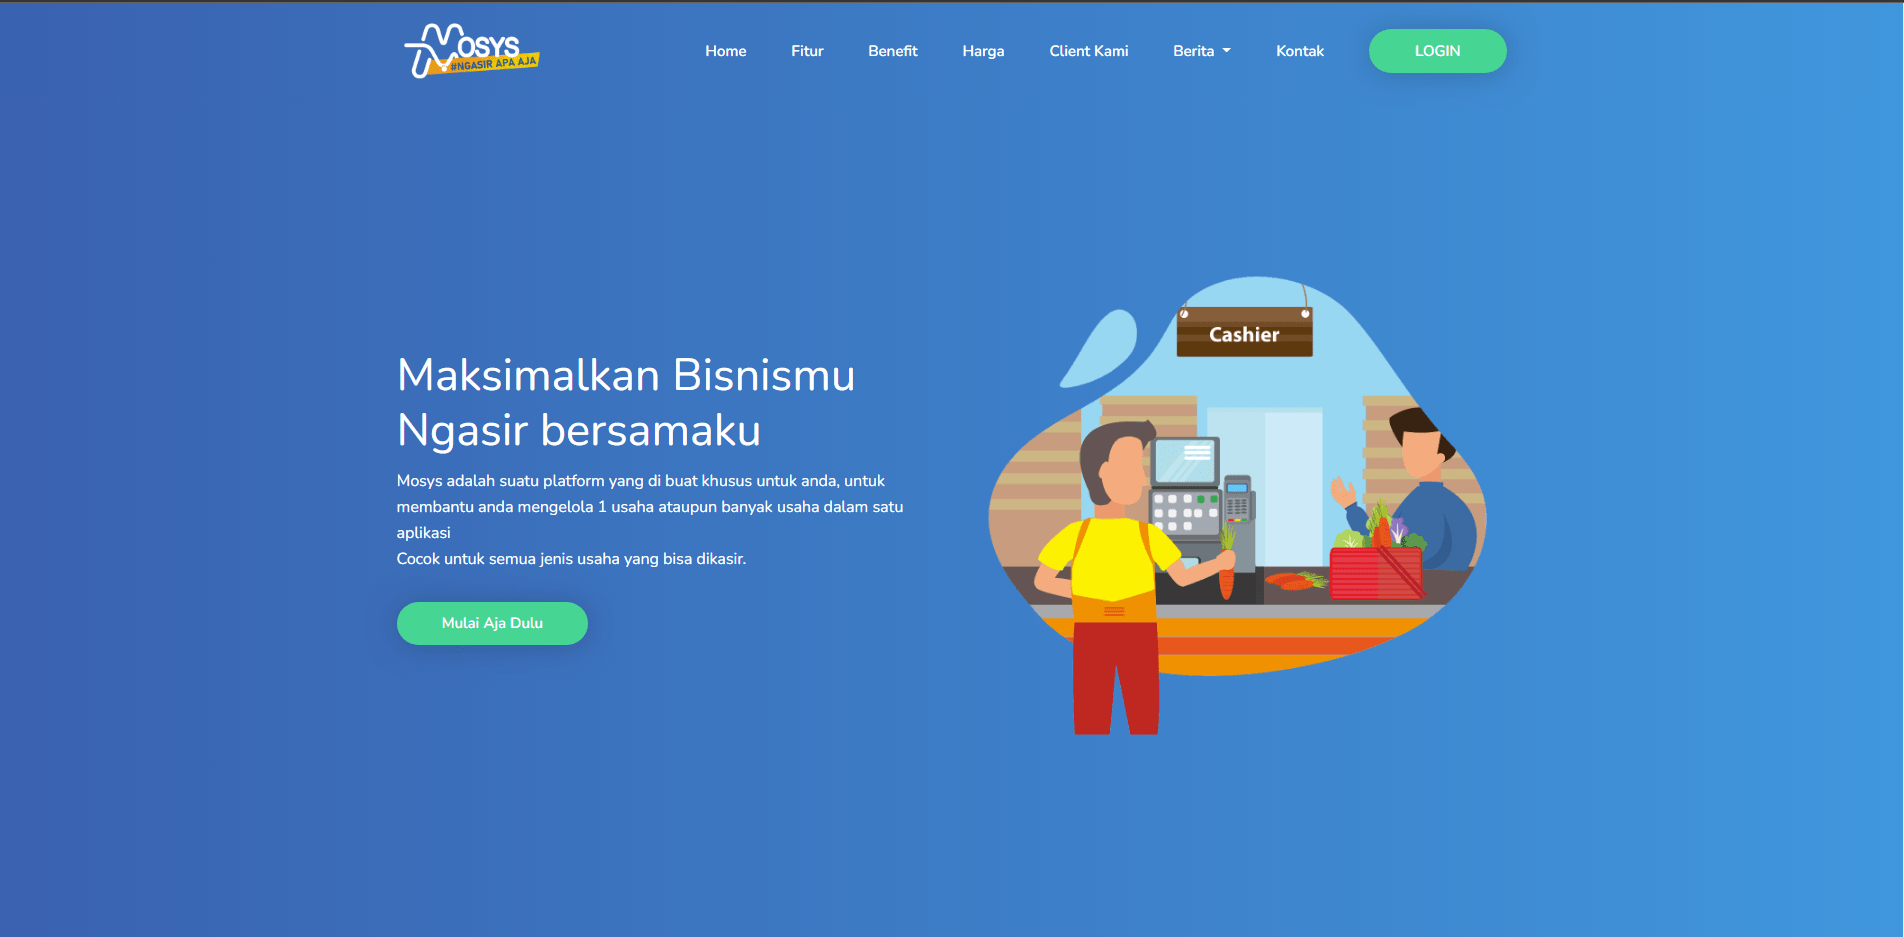 MOSYS
#NGASIR APA AJA
Home Fitur Benefit Harga Client Kami Berita Kontak LOGIN
Cashier
Maksimalkan Bisnismu
Ngasir bersamaku
Mosys adalah suatu platform yang di buat khusus untuk anda, untuk
membantu anda mengelola 1 usaha ataupun banyak usaha dalam satu
aplikasi
Cocok untuk semua jenis usaha yang bisa dikasir.
Mulai Aja Dulu